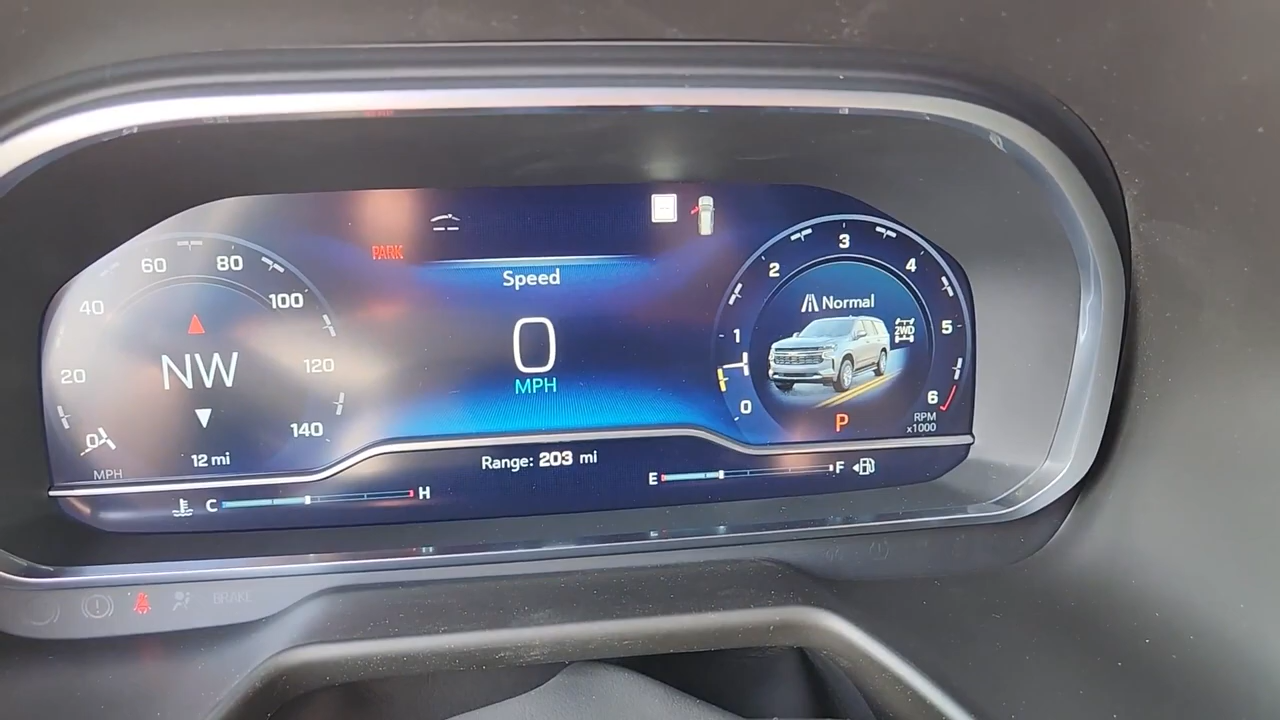 PARK
Speed
0
MPH
0
20
40
60
80
100
120
140
MPH
NW
12 mi
0
1
2
3
4
5
6
RPM
x1000
Normal
2WD
P
Range: 203 mi
C
H
E
F
BRAKE